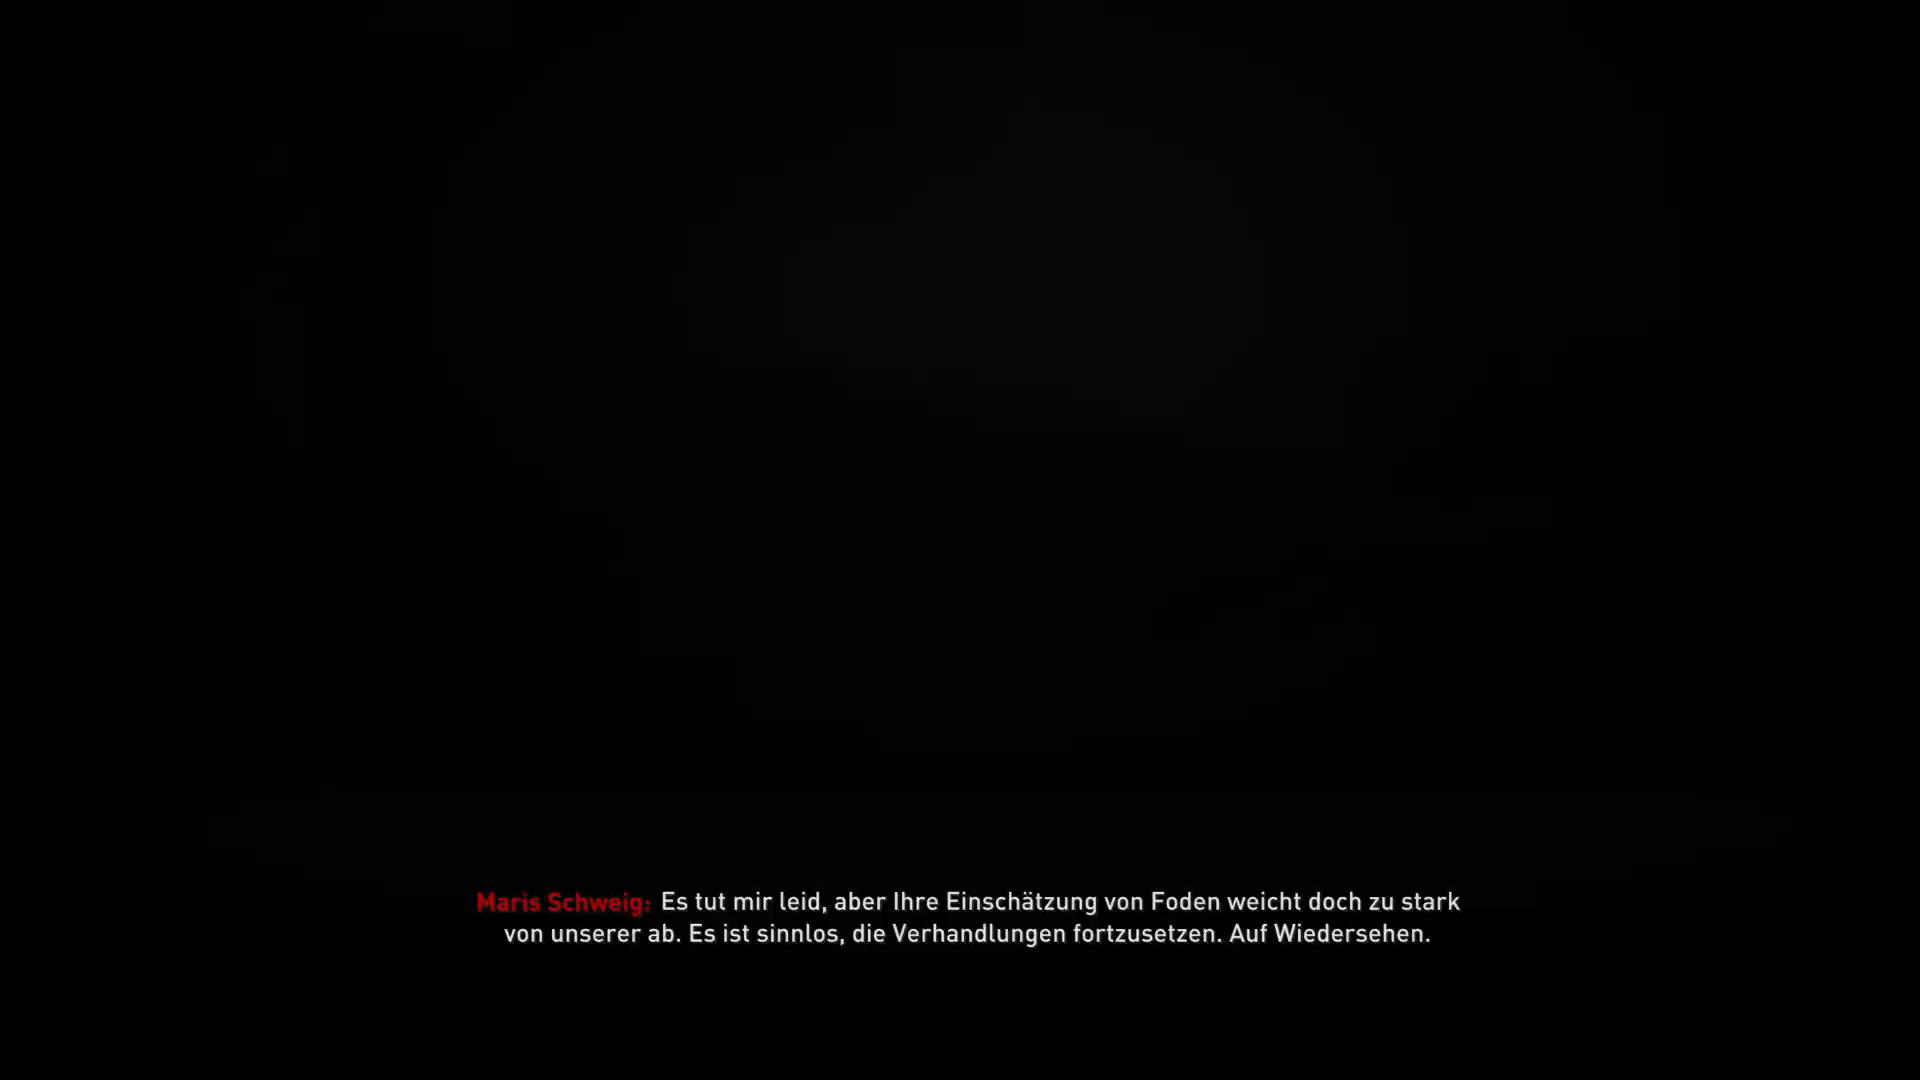 Maris Schweig: Es tut mir leid, aber Ihre Einschätzung von Foden weicht doch zu stark
von unserer ab. Es ist sinnlos, die Verhandlungen fortzusetzen. Auf Wiedersehen.